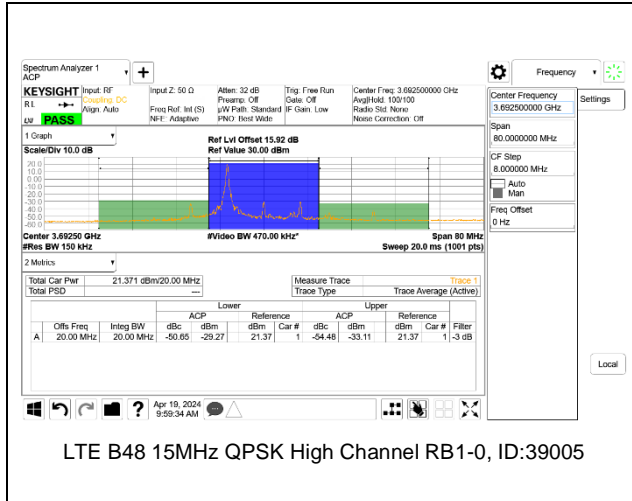 Spectrum Analyzer 1
ACP
Frequency
KEYSIGHT
Input: RF
Input Z: 50 Ω
Atten: 32 dB
Trig: Free Run
Center Freq: 3.692500000 GHz
RL
Coupling: DC
Preamp: Off
Gate: Off
Avg|Hold: 100/100
Align: Auto
Freq Ref: Int (S)
µW Path: Standard
IF Gain: Low
Radio Std: None
PASS
NFE: Adaptive
PNO: Best Wide
Noise Correction: Off
Center Frequency
3.692500000 GHz
Settings
Span
80.0000000 MHz
CF Step
8.000000 MHz
Auto
Man
Freq Offset
0 Hz
Local
1 Graph
Ref Lvl Offset 15.92 dB
Scale/Div 10.0 dB
Ref Value 30.00 dBm
20.0
10.0
0.00
-10.0
-20.0
-30.0
-40.0
-50.0
-60.0
Center 3.69250 GHz
#Video BW 470.00 kHz*
Span 80 MHz
#Res BW 150 kHz
Sweep 20.0 ms (1001 pts)
2 Metrics
Total Car Pwr 21.371 dBm/20.00 MHz
Measure Trace Trace 1
Total PSD ---
Trace Type Trace Average (Active)
Lower Upper
ACP Reference ACP Reference
Offs Freq Integ BW dBc dBm dBm Car # dBc dBm dBm Car # Filter
A 20.00 MHz 20.00 MHz -50.65 -29.27 21.37 1 -54.48 -33.11 21.37 1 -3 dB
?
Apr 19, 2024
9:59:34 AM
LTE B48 15MHz QPSK High Channel RB1-0, ID:39005